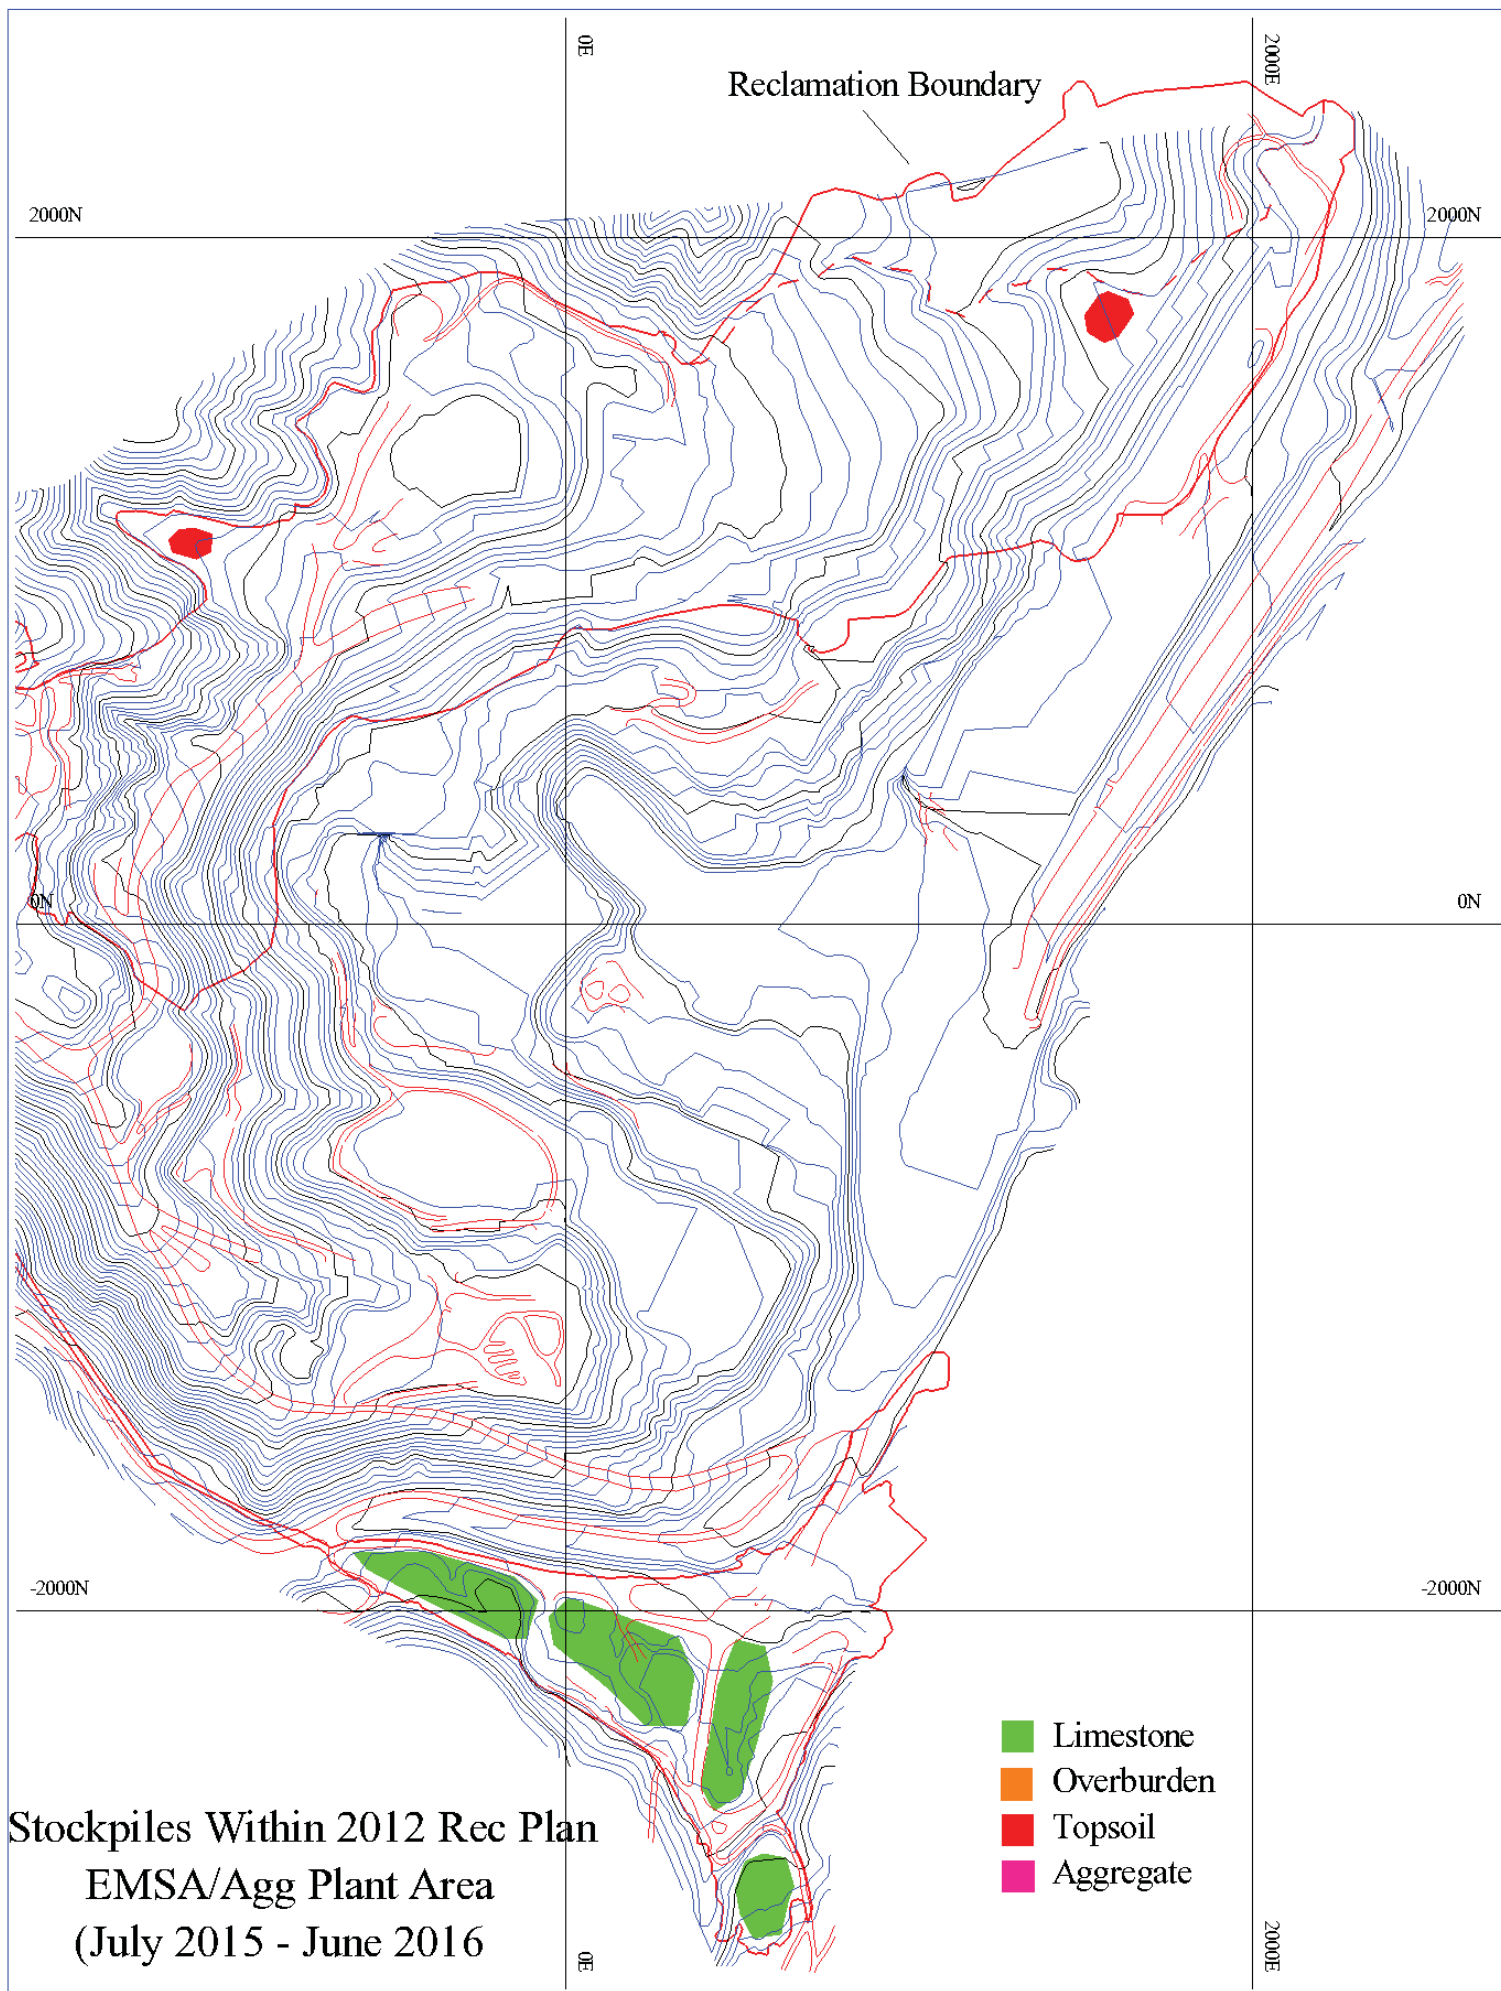 0E
2000E
Reclamation Boundary
2000N
2000N
0N
0N
-2000N
-2000N
Limestone
Overburden
Topsoil
Aggregate
Stockpiles Within 2012 Rec Plan
EMSA/Agg Plant Area
(July 2015 - June 2016
0E
2000E